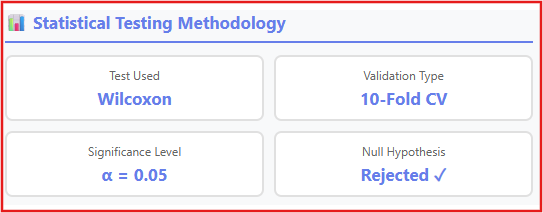 Statistical Testing Methodology
Test Used
Wilcoxon
Validation Type
10-Fold CV
Significance Level
α = 0.05
Null Hypothesis
Rejected ✓